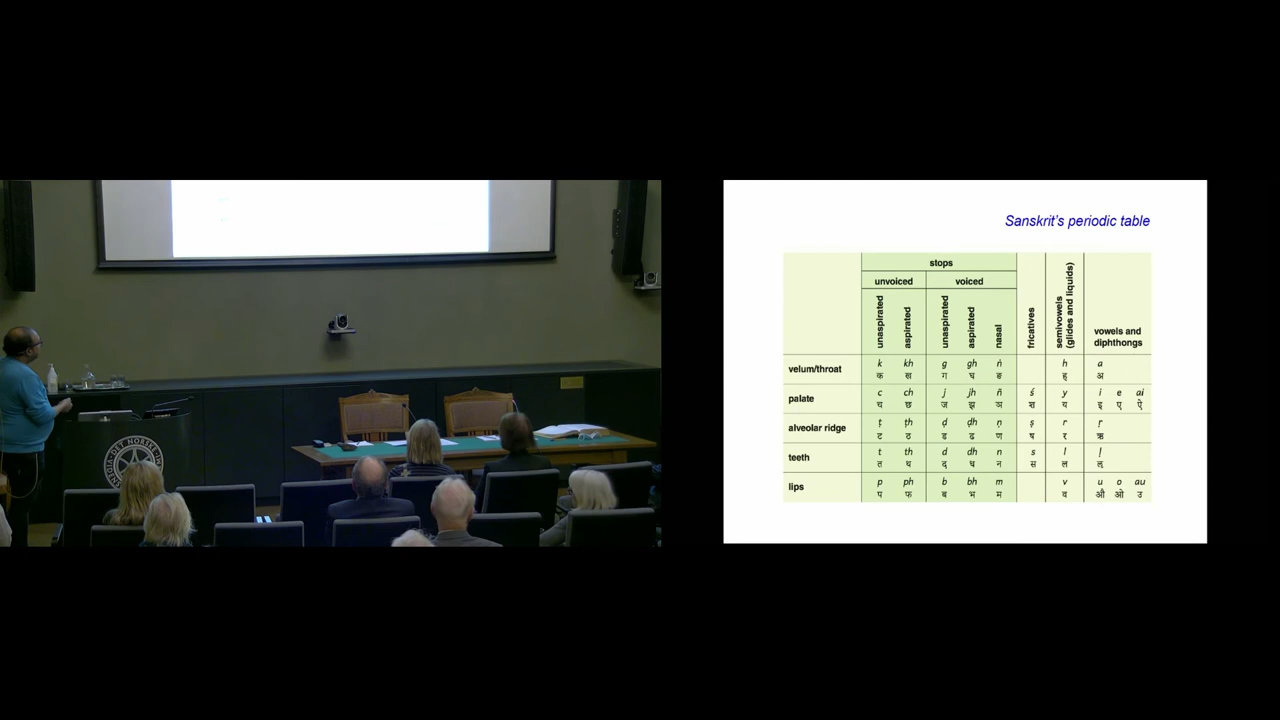 Sanskrit's periodic table
stops
unvoiced voiced
unaspirated aspirated unaspirated aspirated nasal fricatives semivowels (glides and liquids) vowels and diphthongs
velum/throat k kh g gh ṅ h a
क ख ग घ ङ ह अ
palate c ch j jh ñ ś y i e ai
च छ ज झ ञ श य इ ए ऐ
alveolar ridge ṭ ṭh ḍ ḍh ṇ ṣ r ṛ
ट ठ ड ढ ण ष र ऋ
teeth t th d dh n s l ḷ
त थ द ध न स ल ऌ
lips p ph b bh m v u o au
प फ ब भ म व औ ओ उ
DET NORSKE